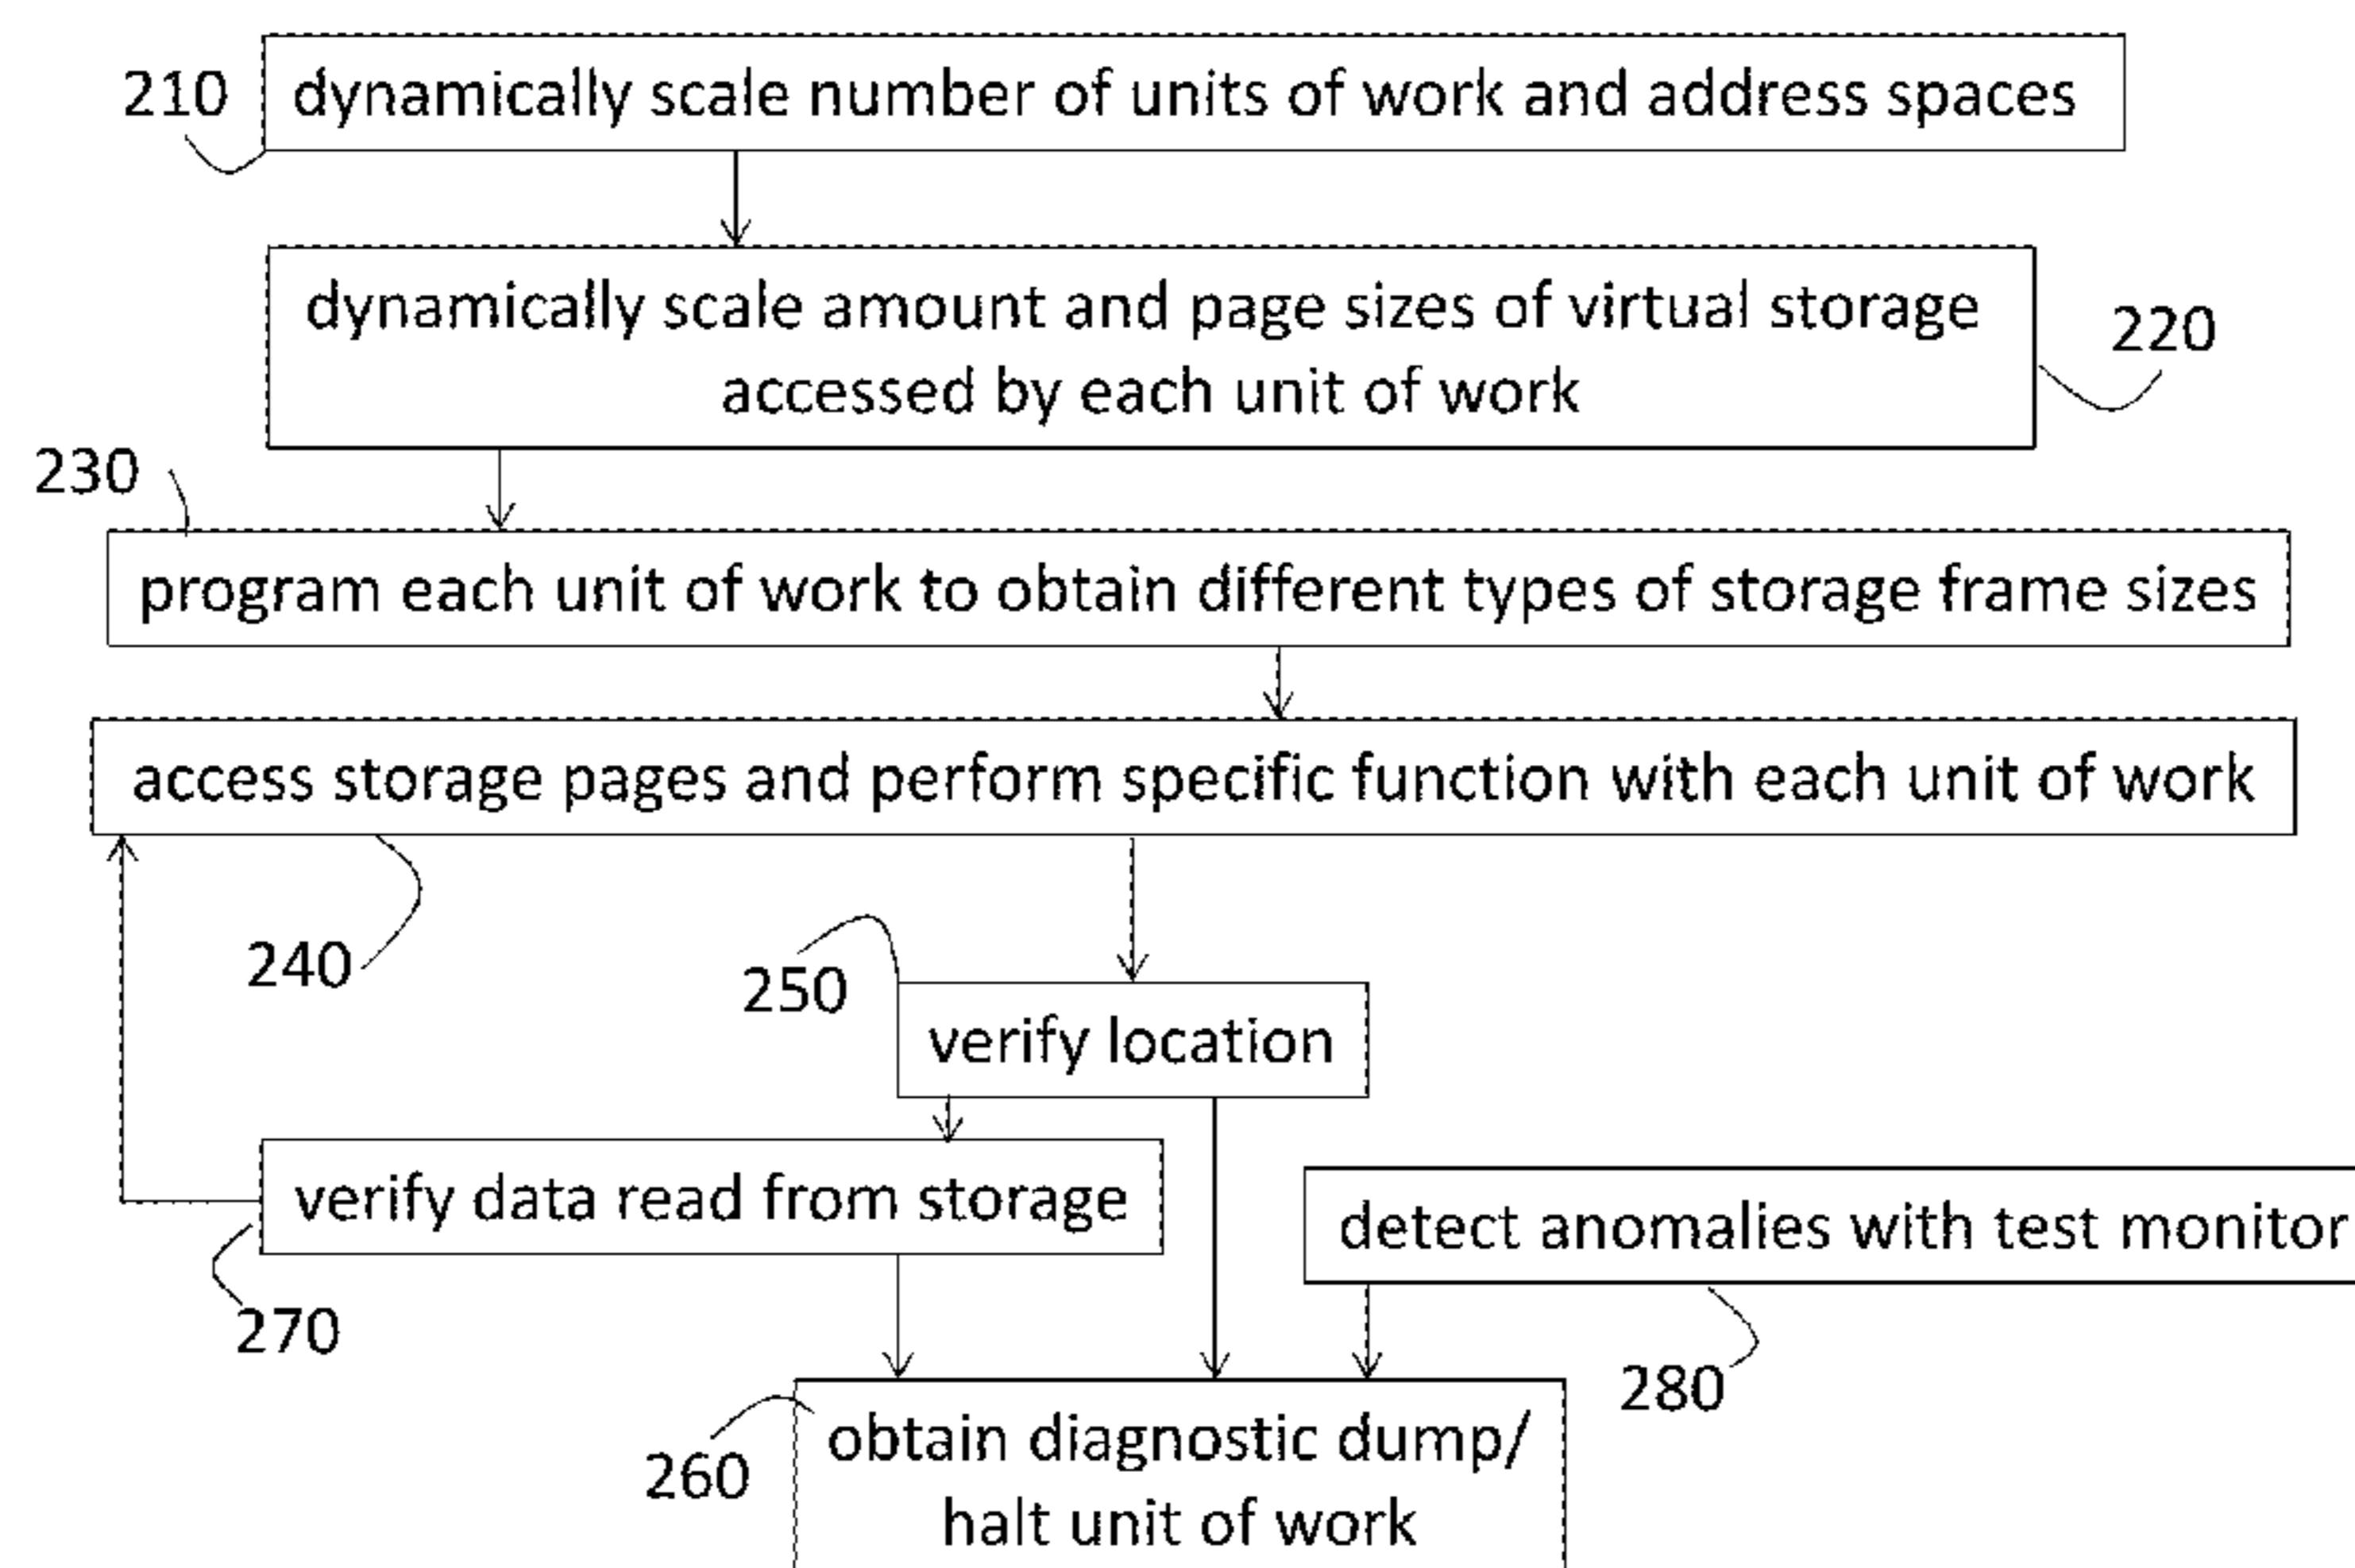 210
dynamically scale number of units of work and address spaces
dynamically scale amount and page sizes of virtual storage
accessed by each unit of work
220
230
program each unit of work to obtain different types of storage frame sizes
access storage pages and perform specific function with each unit of work
240
250
verify location
verify data read from storage
detect anomalies with test monitor
270
280
260
obtain diagnostic dump/
halt unit of work